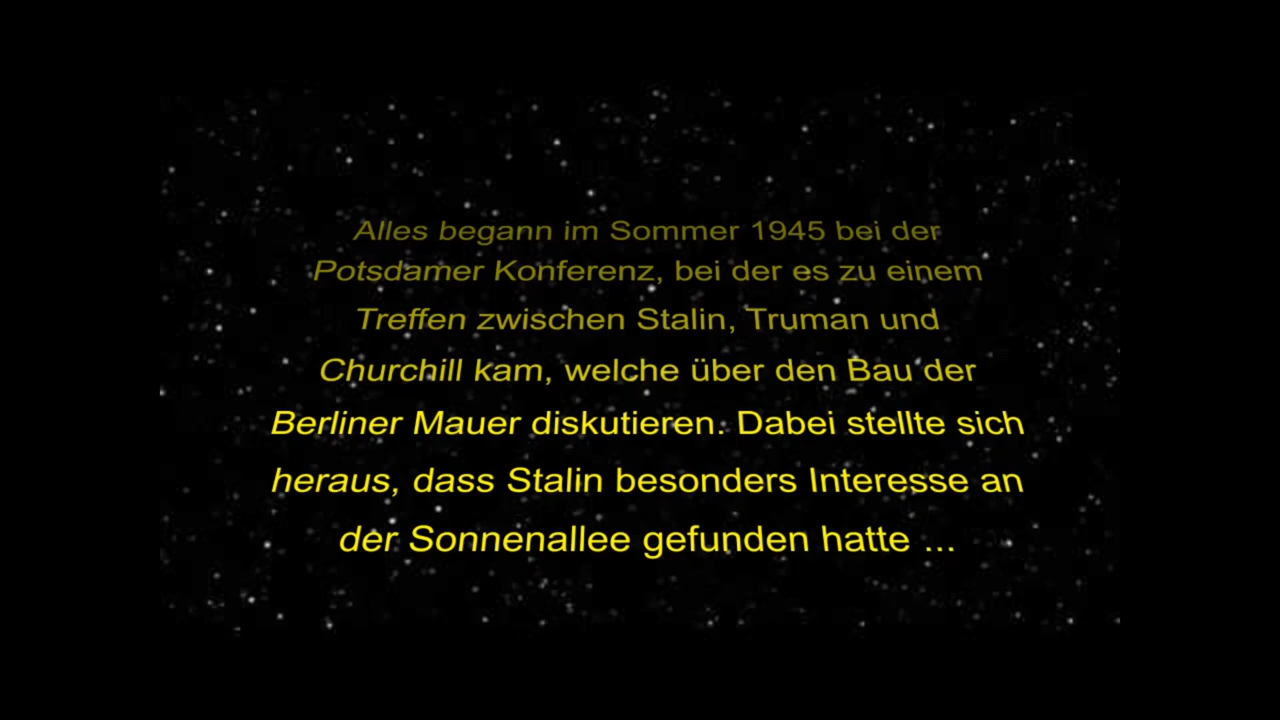 Alles begann im Sommer 1945 bei der
Potsdamer Konferenz, bei der es zu einem
Treffen zwischen Stalin, Truman und
Churchill kam, welche über den Bau der
Berliner Mauer diskutieren. Dabei stellte sich
heraus, dass Stalin besonders Interesse an
der Sonnenallee gefunden hatte ...